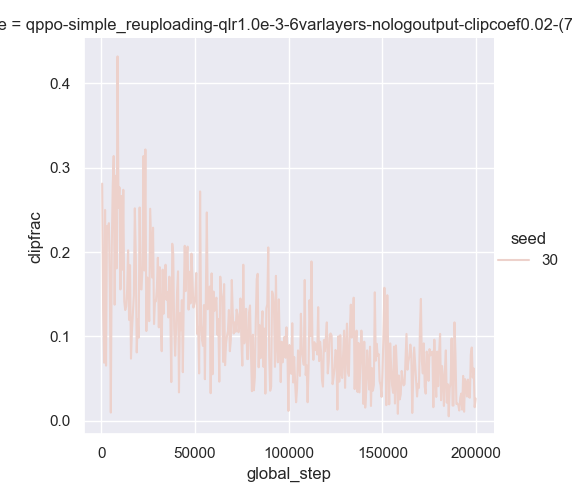 e = qppo-simple_reuploading-qlr1.0e-3-6varlayers-nologoutput-clipcoef0.02-(7
clipfrac
0.4
0.3
0.2
0.1
0.0
0
50000
100000
150000
200000
global_step
seed
30